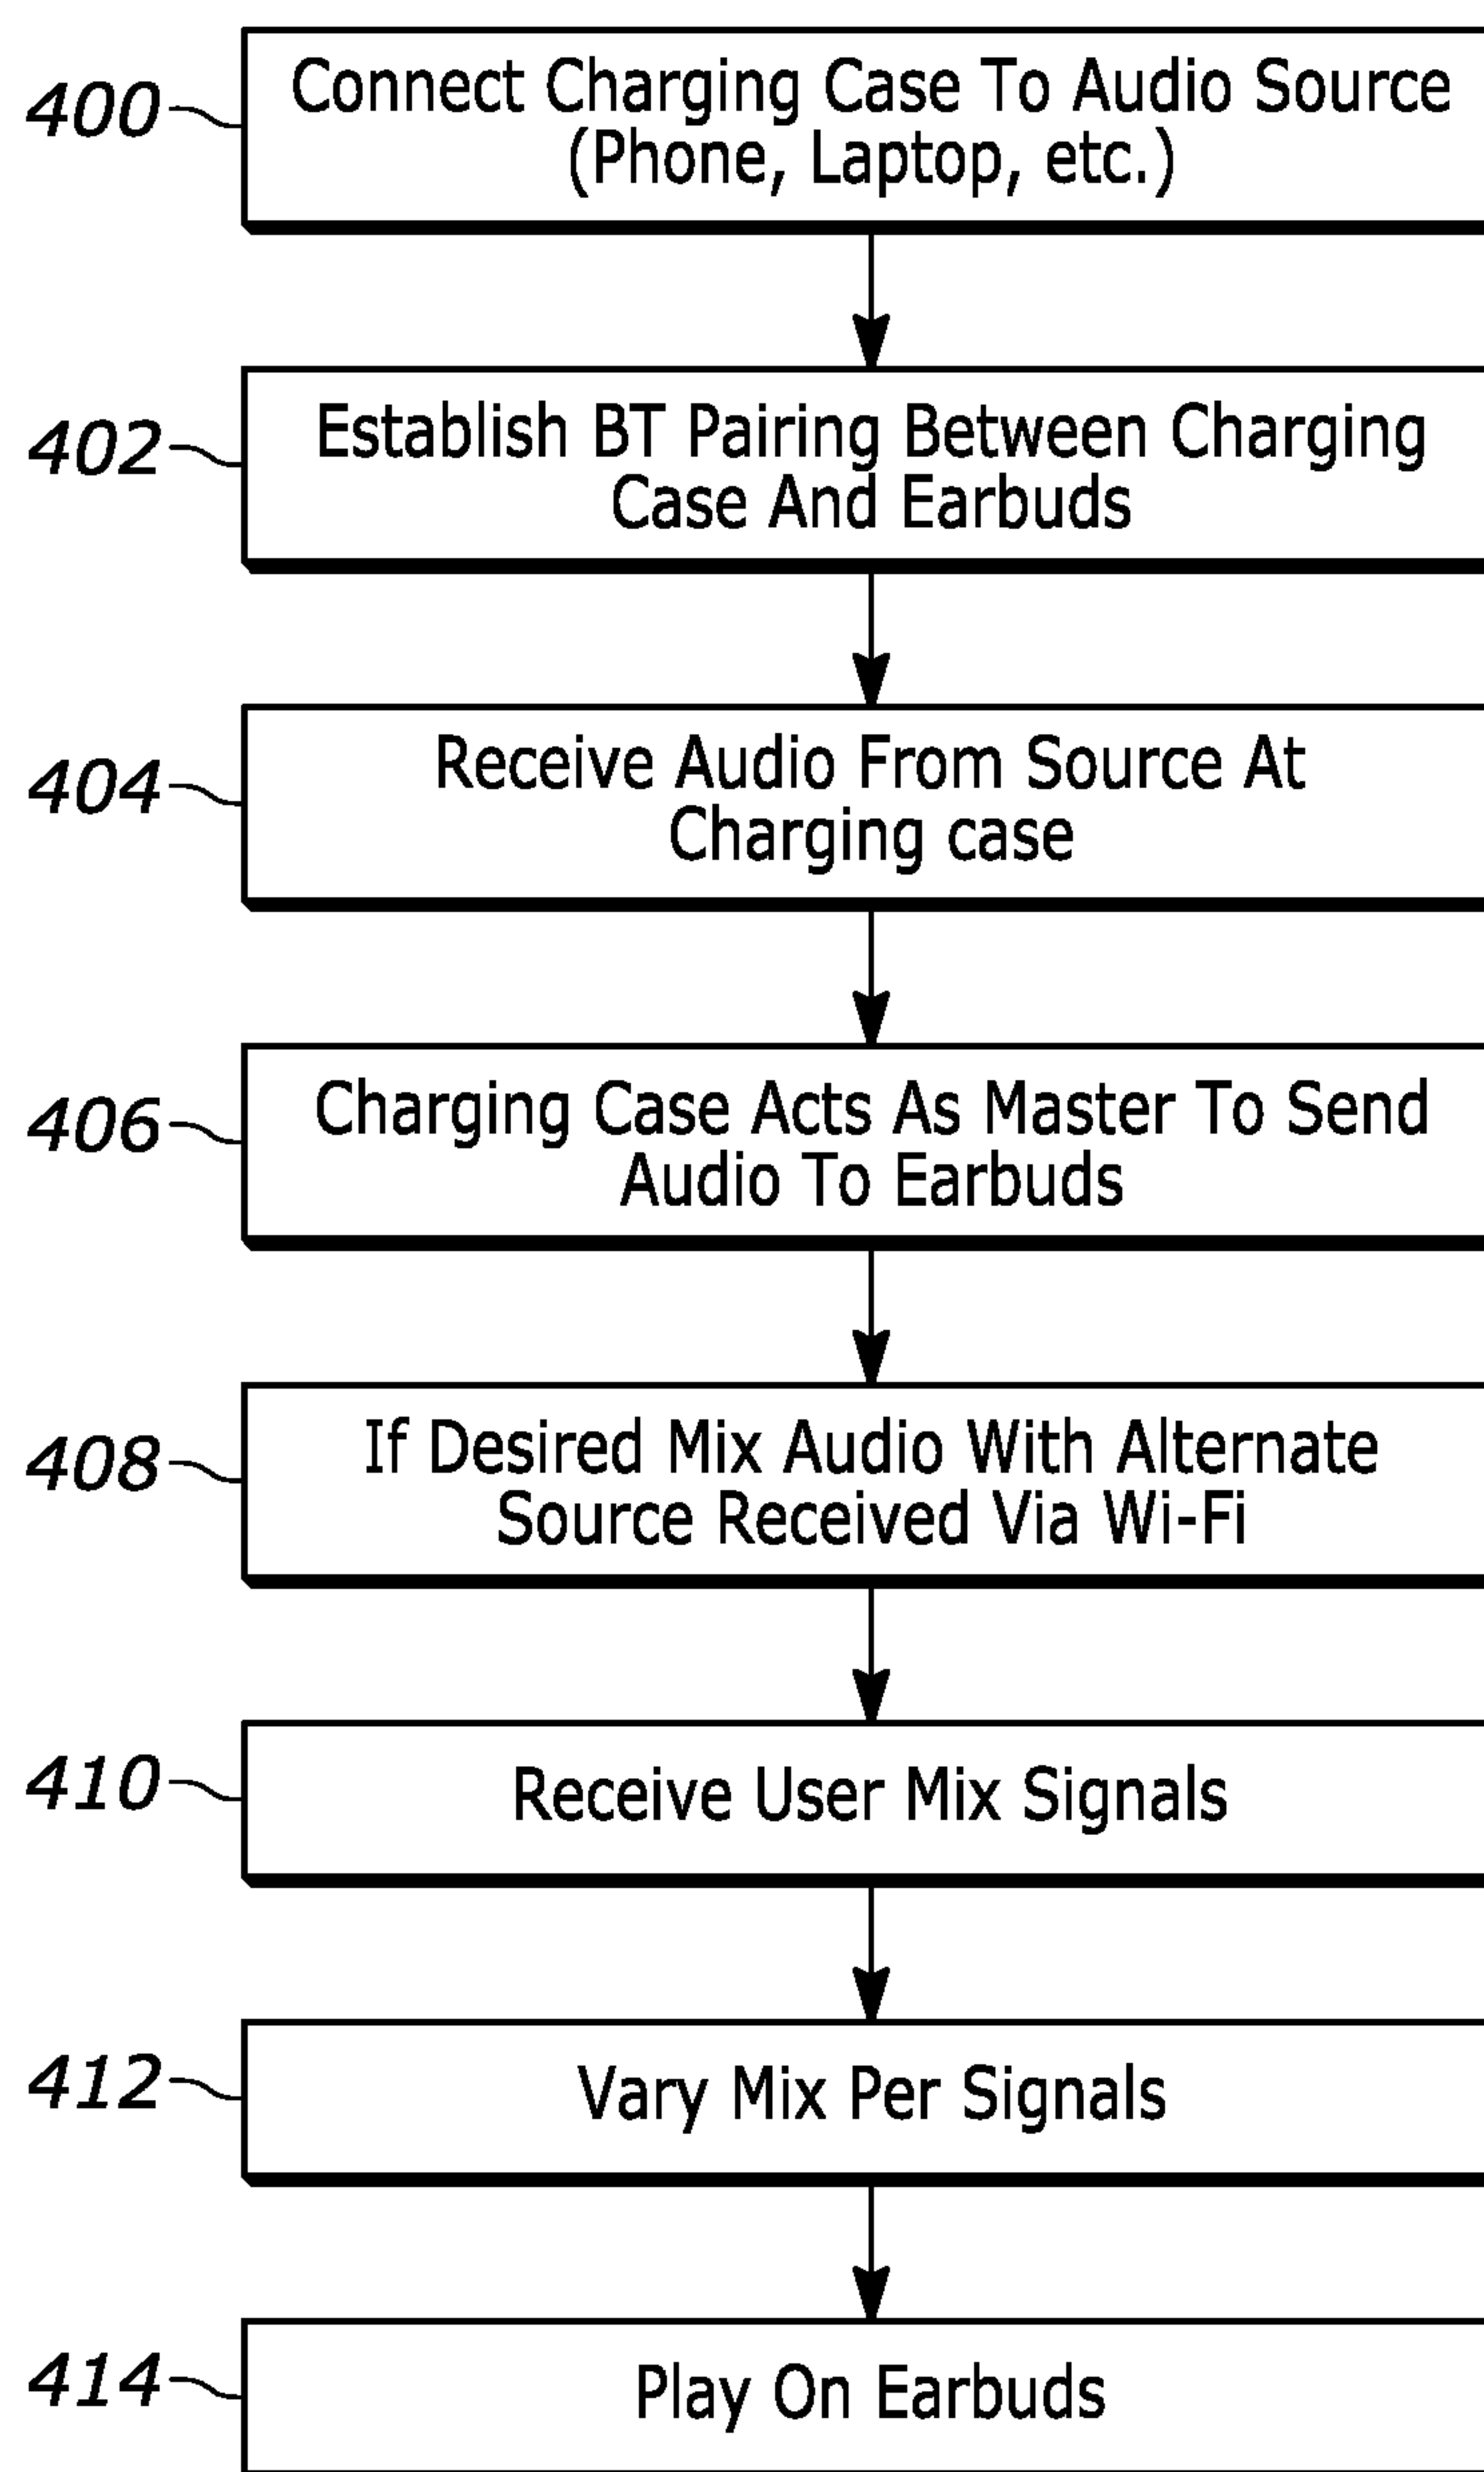 400
Connect Charging Case To Audio Source
(Phone, Laptop, etc.)
402
Establish BT Pairing Between Charging
Case And Earbuds
404
Receive Audio From Source At
Charging case
406
Charging Case Acts As Master To Send
Audio To Earbuds
408
If Desired Mix Audio With Alternate
Source Received Via Wi-Fi
410
Receive User Mix Signals
412
Vary Mix Per Signals
414
Play On Earbuds